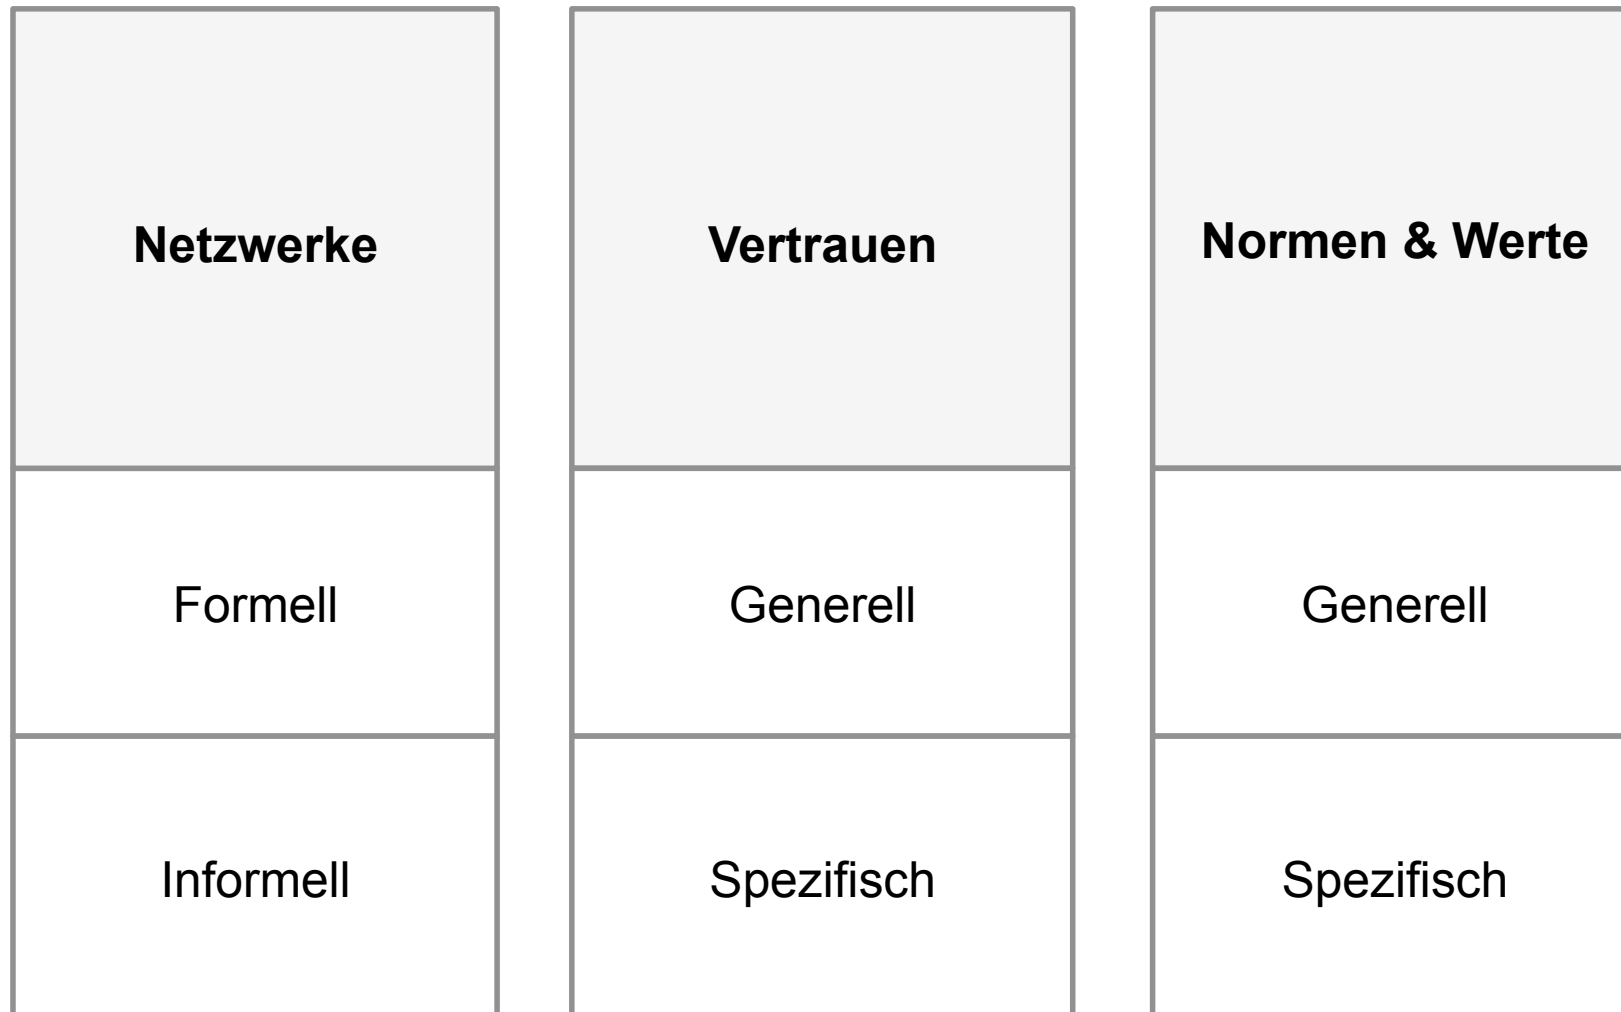 Netzwerke
Vertrauen
Normen & Werte
Formell
Generell
Generell
Informell
Spezifisch
Spezifisch